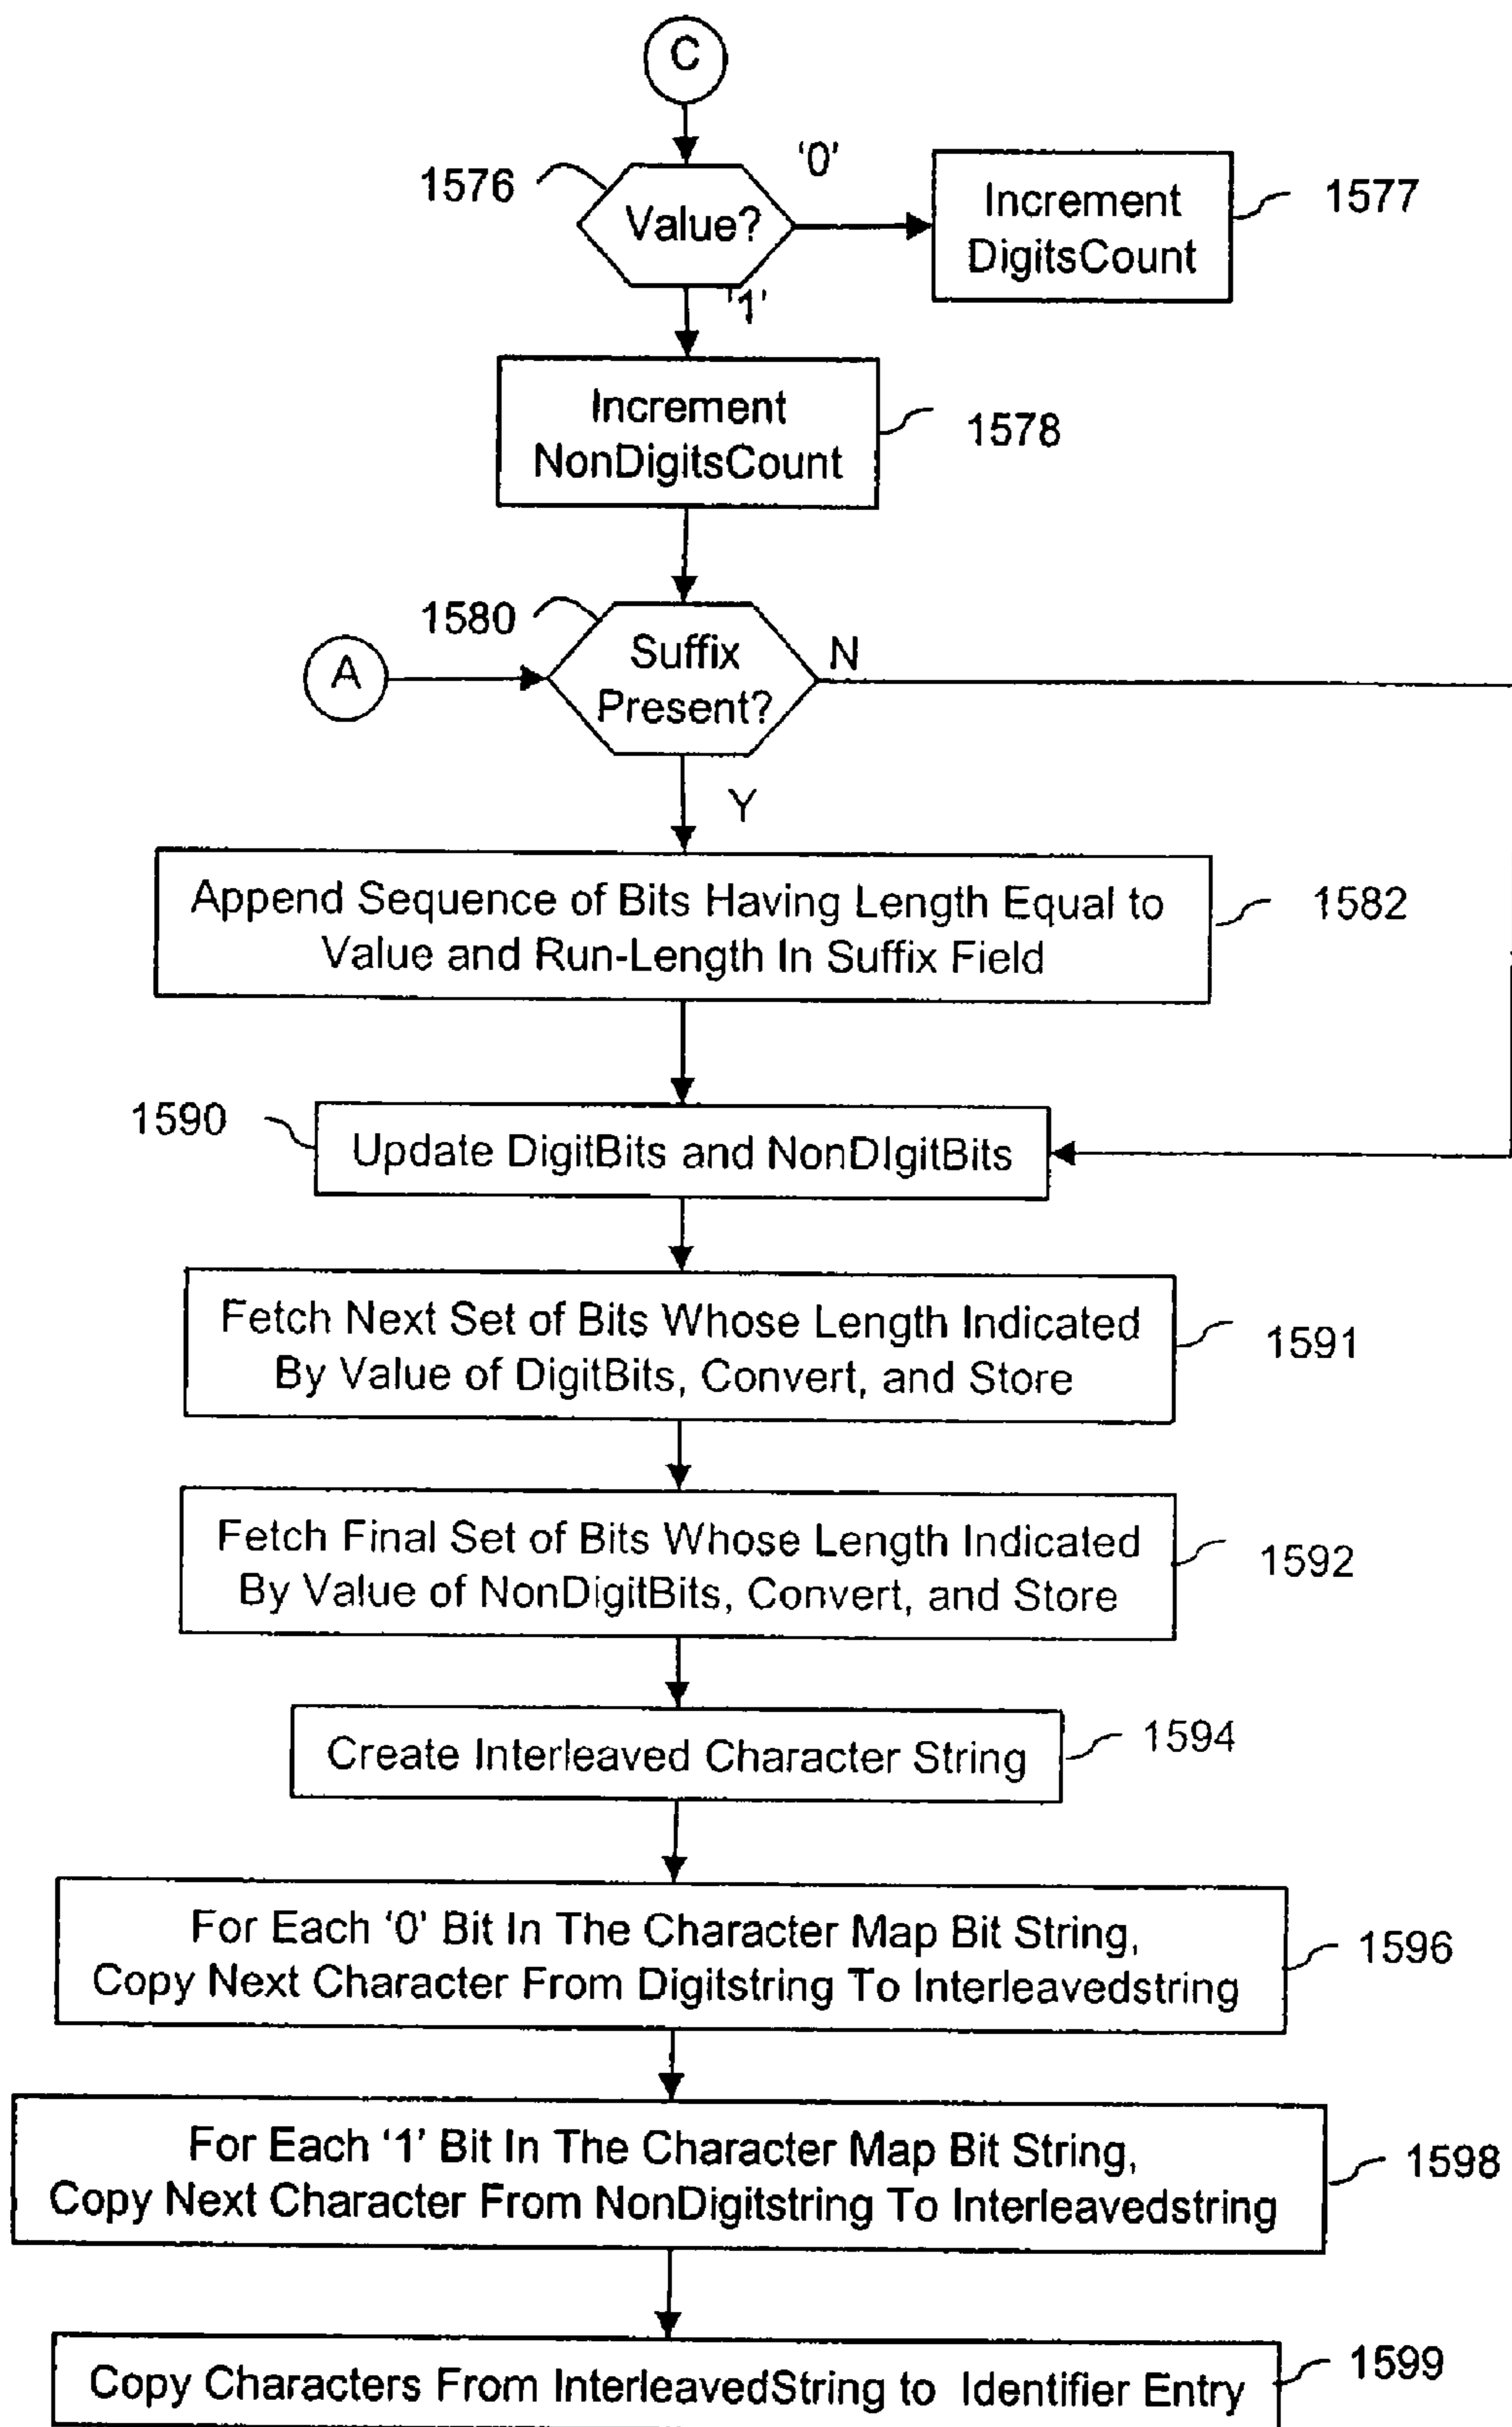 C
1576
Value?
'0'
Increment
DigitsCount
1577
'1'
Increment
NonDigitsCount
1578
1580
A
Suffix
Present?
N
Y
Append Sequence of Bits Having Length Equal to
Value and Run-Length In Suffix Field
1582
1590
Update DigitBits and NonDIgitBits
Fetch Next Set of Bits Whose Length Indicated
By Value of DigitBits, Convert, and Store
1591
Fetch Final Set of Bits Whose Length Indicated
By Value of NonDigitBits, Convert, and Store
1592
Create Interleaved Character String
1594
For Each '0' Bit In The Character Map Bit String,
Copy Next Character From Digitstring To Interleavedstring
1596
For Each '1' Bit In The Character Map Bit String,
Copy Next Character From NonDigitstring To Interleavedstring
1598
Copy Characters From InterleavedString to Identifier Entry
1599